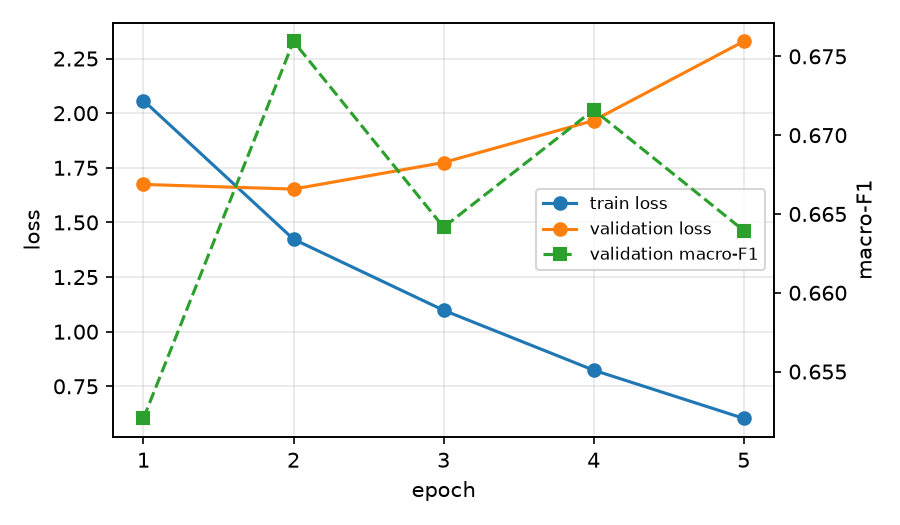 2.25
2.00
1.75
1.50
1.25
1.00
0.75
loss
0.675
0.670
0.665
0.660
0.655
macro-F1
train loss
validation loss
validation macro-F1
1 2 3 4 5
epoch